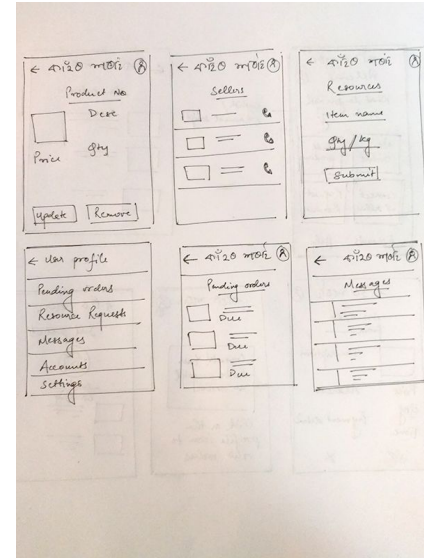 Product No
Desc
Price Qty
Update Remove
Sellers
Resources
Item name
Qty / kg
Submit
← User profile
Pending orders
Resource Requests
Messages
Accounts
Settings
Pending orders
Due
Due
Due
Messages